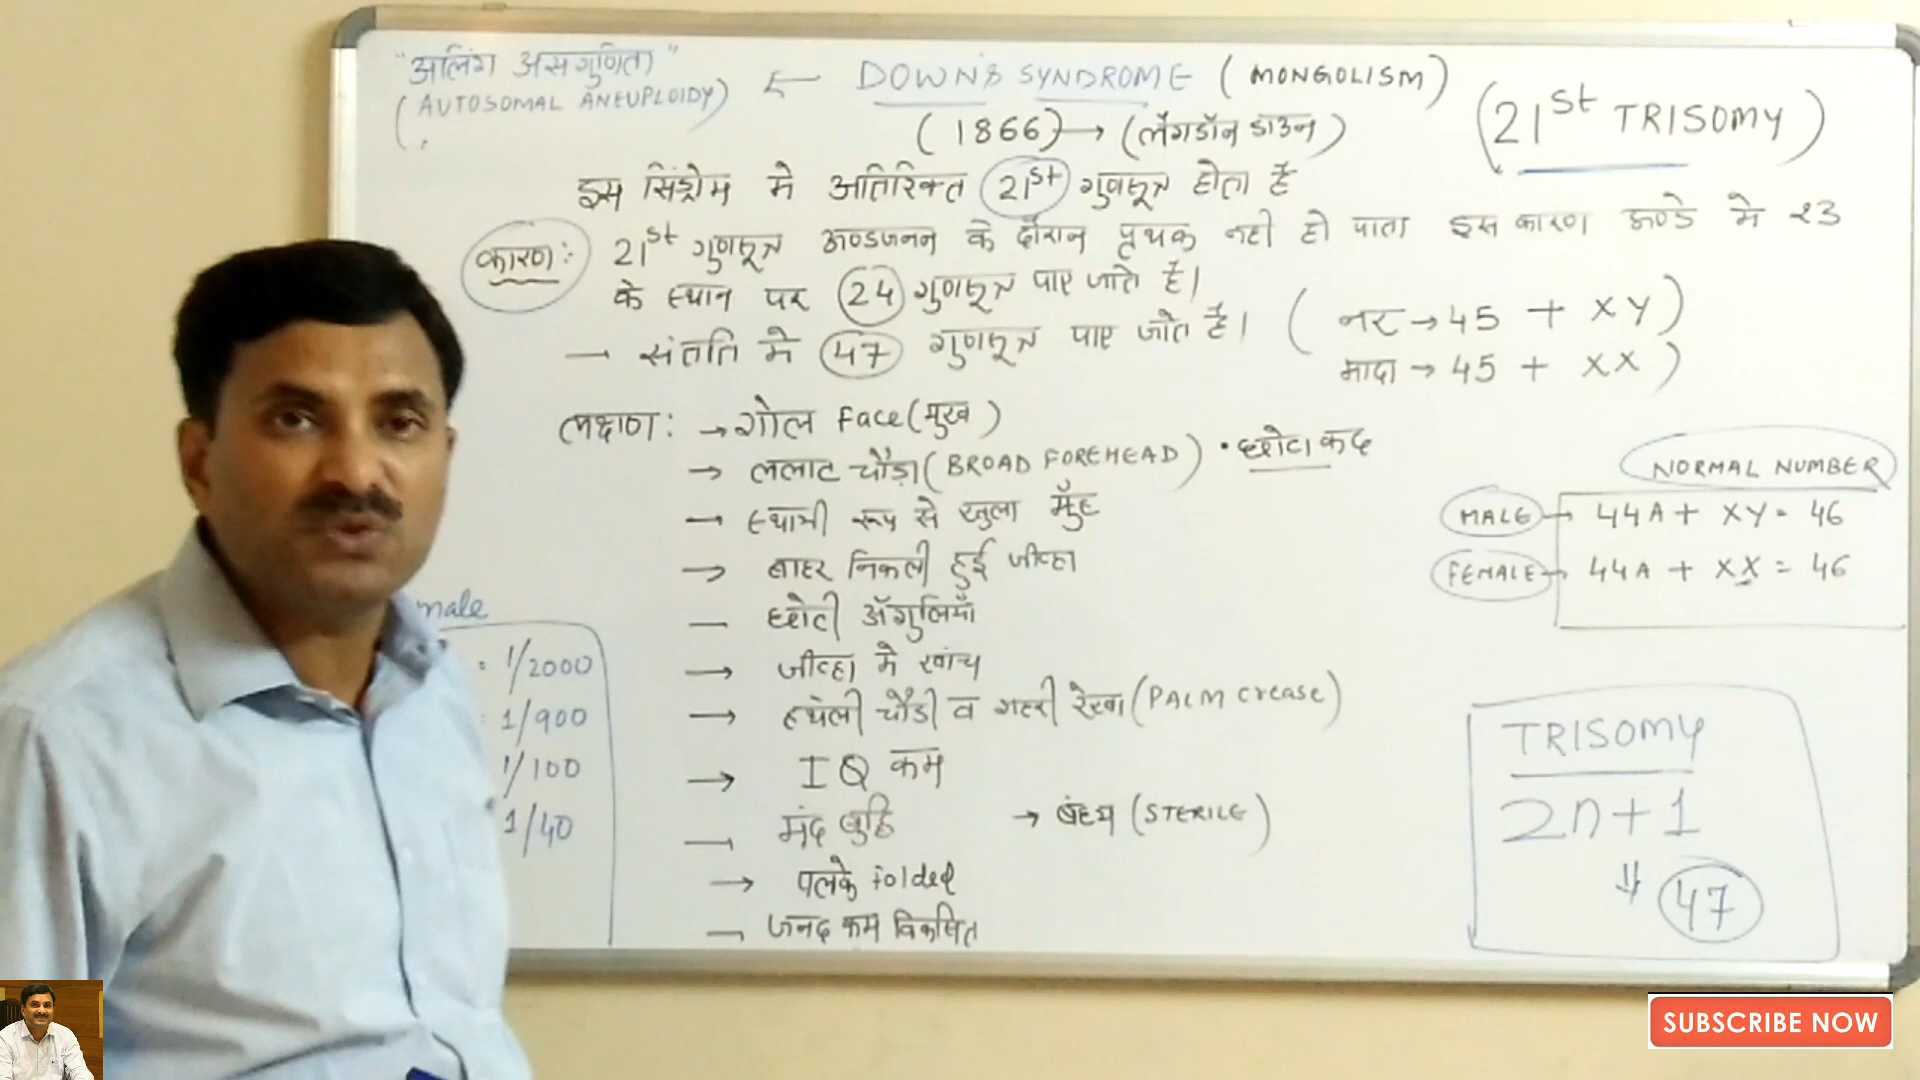 "अलिंग असगुणिता"
(AUTOSOMAL ANEUPLOIDY)
← DOWN'S SYNDROME (MONGOLISM)
(21st TRISOMY)
(1866) → (लैंगडॉन डाउन)
इस सिंड्रोम मे अतिरिक्त 21st गुणसूत्र होता है
कारण: 21st गुणसूत्र अण्डजनन के दौरान पृथक नही हो पाता इस कारण अण्डे मे 23
के स्थान पर 24 गुणसूत्र पाए जाते है।
— संतति मे 47 गुणसूत्र पाए जाते है। (नर → 45 + XY)
मादा → 45 + XX)
लक्षण: → गोल Face (मुख)
→ ललाट चौड़ा (BROAD FOREHEAD) • छोटा कद
→ स्थायी रूप से खुला मुँह
→ बाहर निकली हुई जीव्हा
— छोटी अँगुलियाँ
→ जीव्हा मे खांच
→ हथेली चौडी व गहरी रेखा (PALM crease)
→ IQ कम
— मंद बुद्धि → बंध्य (STERILE)
→ पलके folded
— जनद कम विकसित
NORMAL NUMBER
MALE → 44A + XY = 46
FEMALE → 44A + XX = 46
TRISOMY
2n+1
⇓ 47
male
: 1/2000
: 1/900
1/100
1/40
SUBSCRIBE NOW